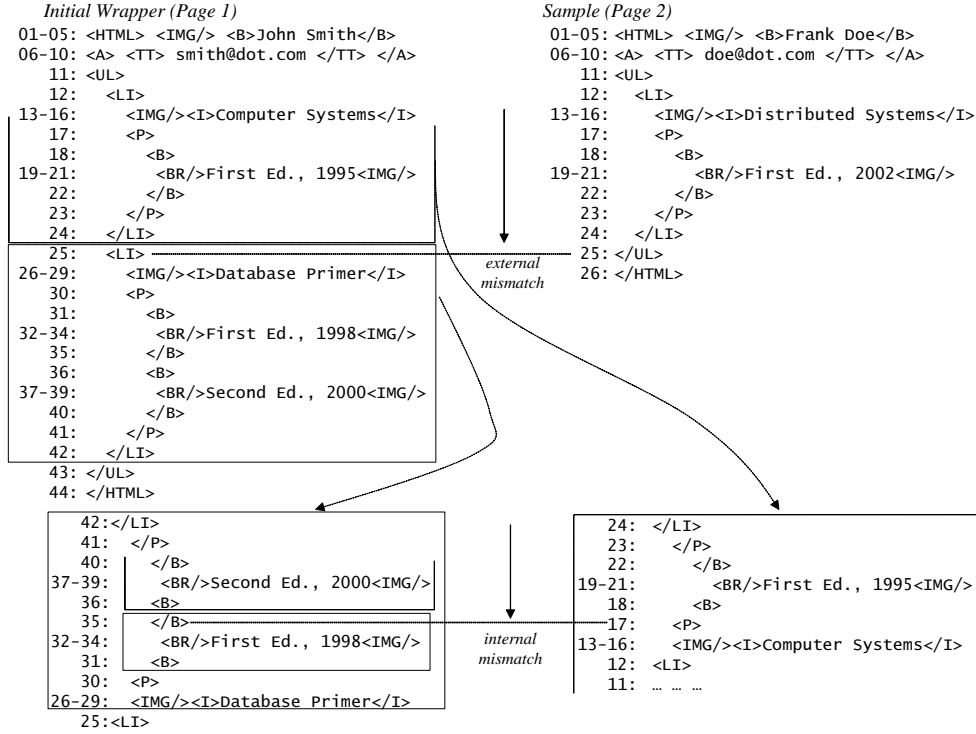 Initial Wrapper (Page 1)
01-05: <HTML> <IMG/> <B>John Smith</B>
06-10: <A> <TT> smith@dot.com </TT> </A>
11: <UL>
12: <LI>
13-16: <IMG/><I>Computer Systems</I>
17: <P>
18: <B>
19-21: <BR/>First Ed., 1995<IMG/>
22: </B>
23: </P>
24: </LI>
25: <LI>
26-29: <IMG/><I>Database Primer</I>
30: <P>
31: <B>
32-34: <BR/>First Ed., 1998<IMG/>
35: </B>
36: <B>
37-39: <BR/>Second Ed., 2000<IMG/>
40: </B>
41: </P>
42: </LI>
43: </UL>
44: </HTML>
Sample (Page 2)
01-05: <HTML> <IMG/> <B>Frank Doe</B>
06-10: <A> <TT> doe@dot.com </TT> </A>
11: <UL>
12: <LI>
13-16: <IMG/><I>Distributed Systems</I>
17: <P>
18: <B>
19-21: <BR/>First Ed., 2002<IMG/>
22: </B>
23: </P>
24: </LI>
25: </UL>
26: </HTML>
external
mismatch
42:</LI>
41: </P>
40: </B>
37-39: <BR/>Second Ed., 2000<IMG/>
36: <B>
35: </B>
32-34: <BR/>First Ed., 1998<IMG/>
31: <B>
30: <P>
26-29: <IMG/><I>Database Primer</I>
25:<LI>
internal
mismatch
24: </LI>
23: </P>
22: </B>
19-21: <BR/>First Ed., 1995<IMG/>
18: <B>
17: <P>
13-16: <IMG/><I>Computer Systems</I>
12: <LI>
11: … … …